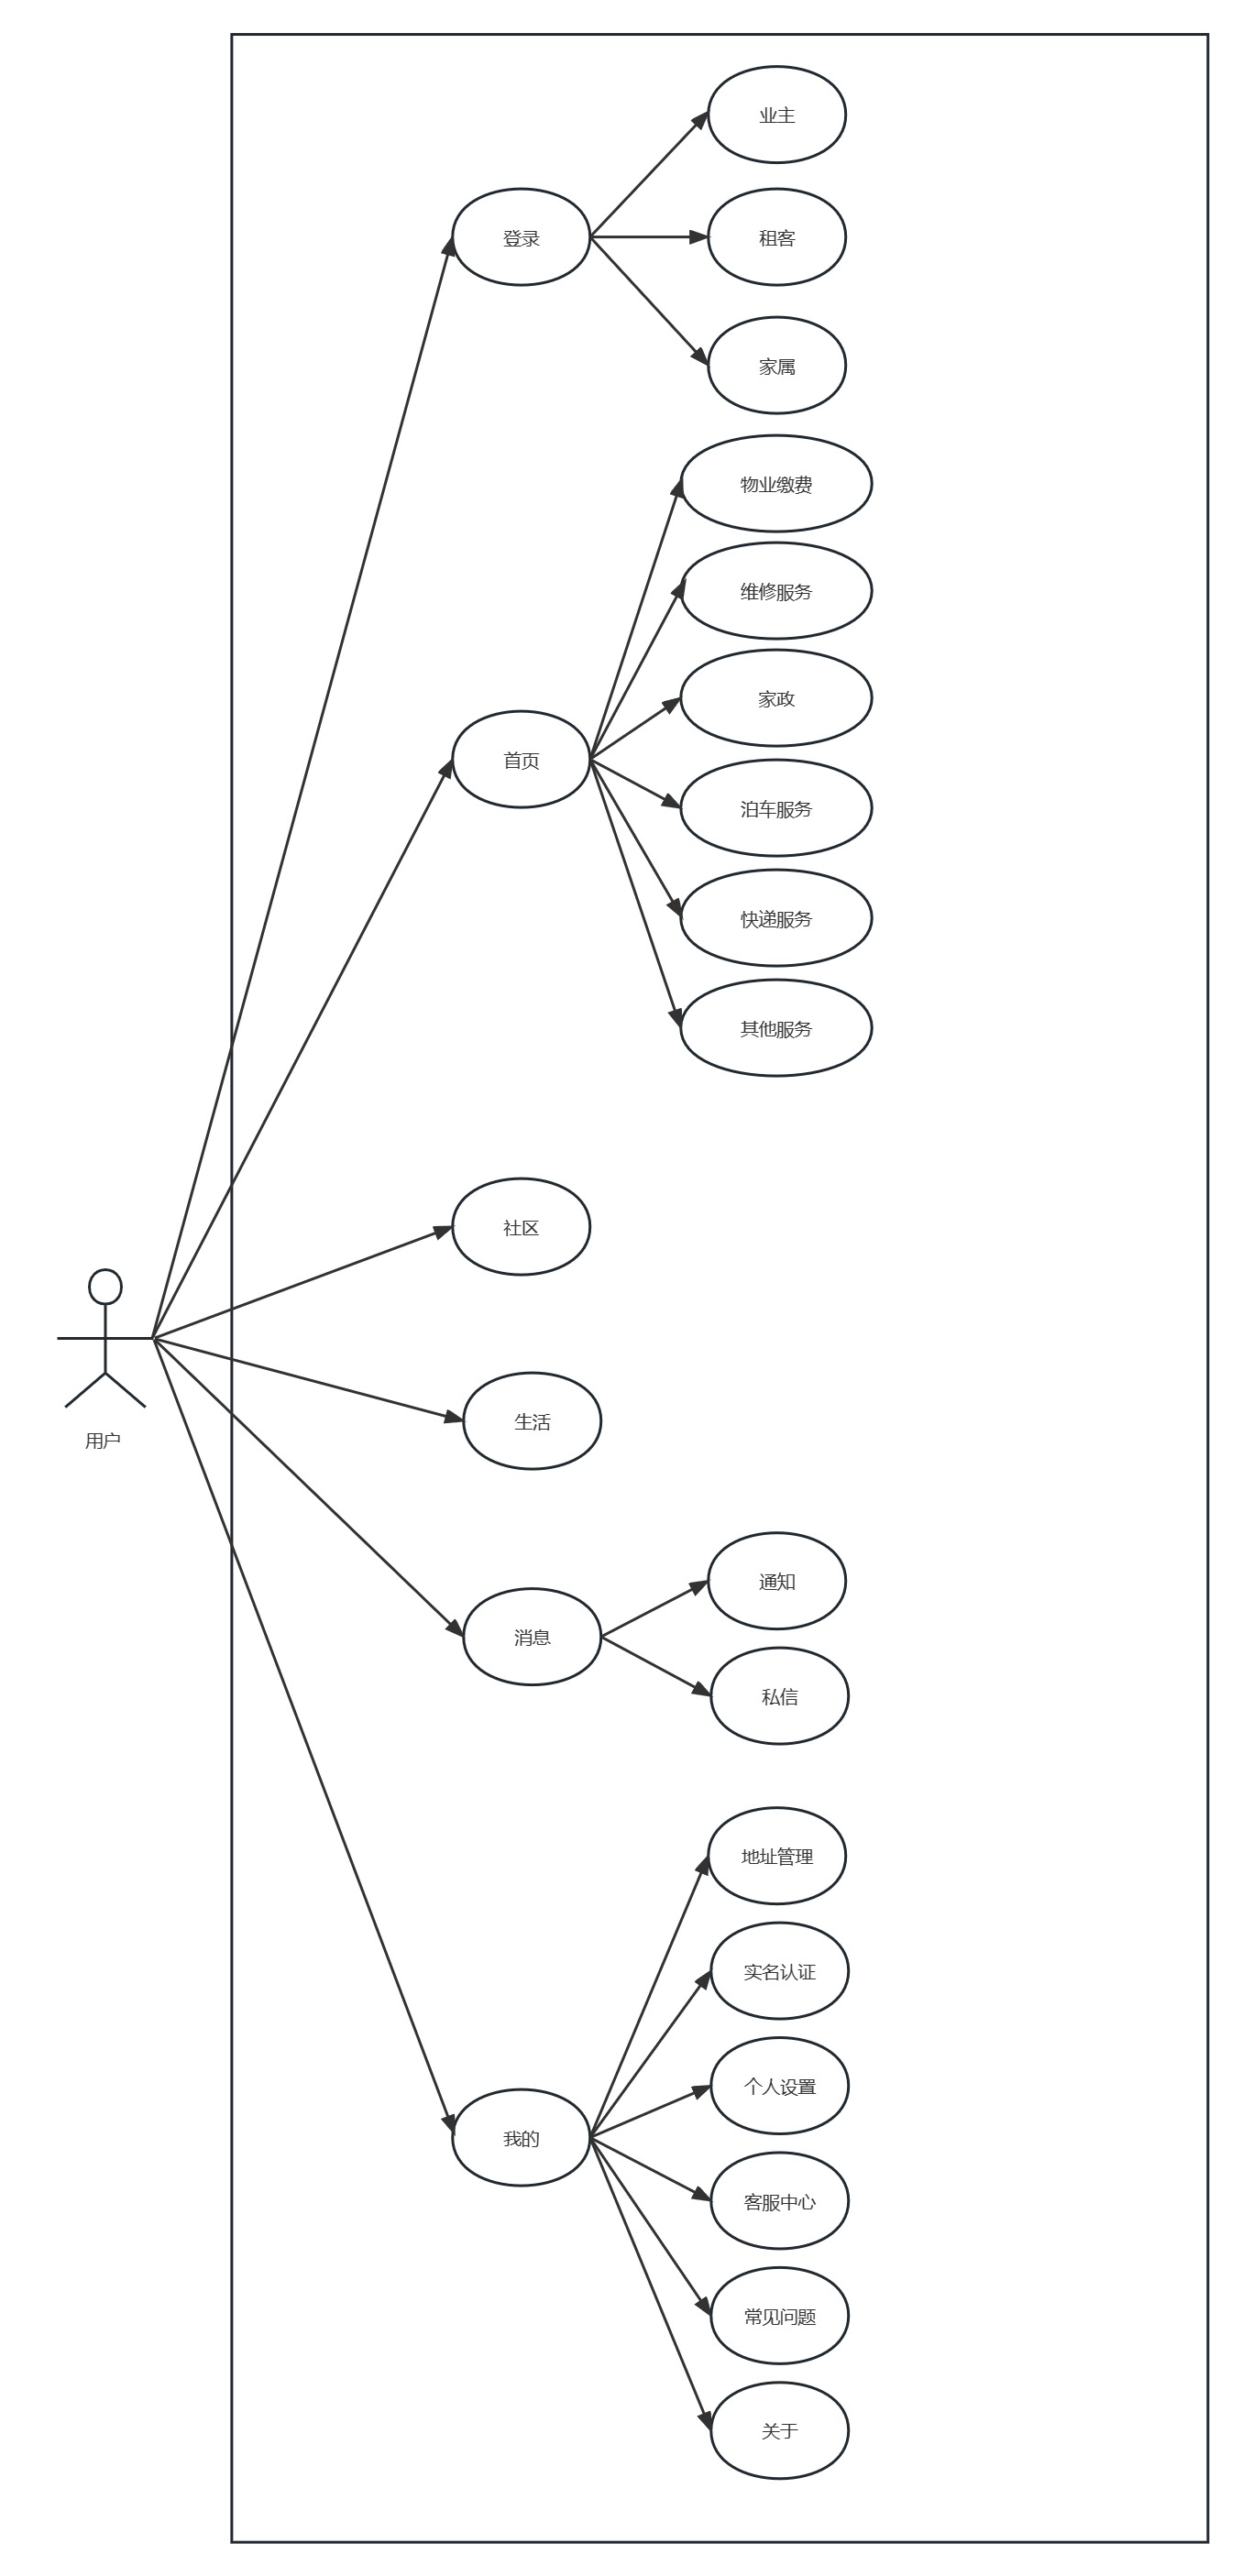 业主
登录
租客
家属
物业缴费
维修服务
家政
首页
泊车服务
快递服务
其他服务
社区
用户
生活
通知
消息
私信
地址管理
实名认证
个人设置
我的
客服中心
常见问题
关于